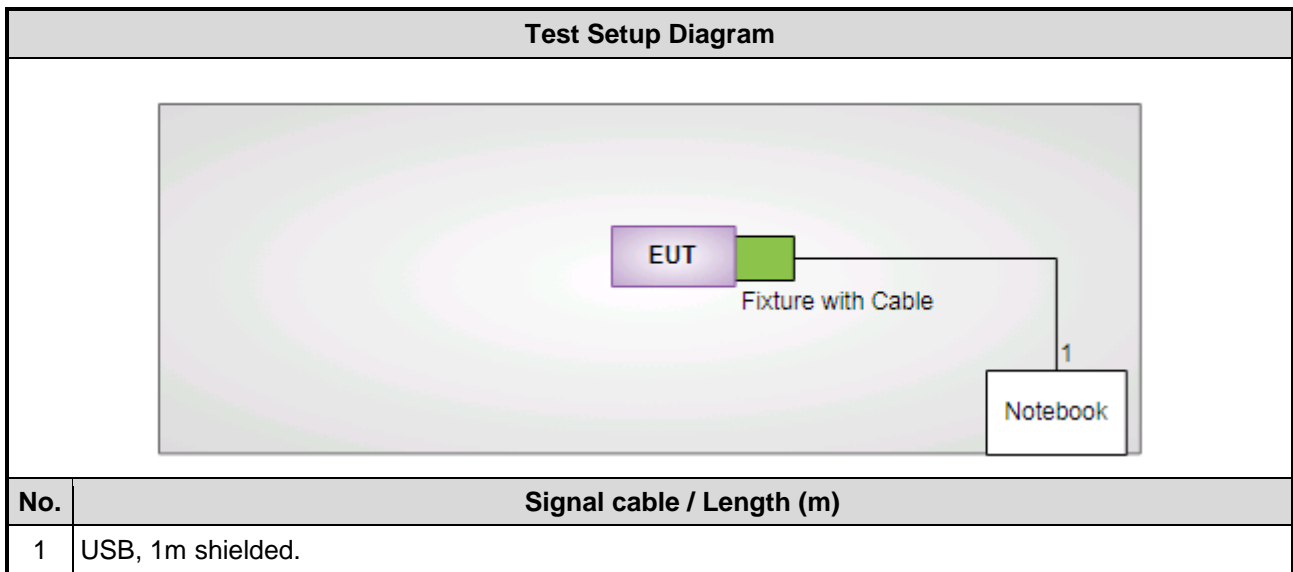 Test Setup Diagram
EUT
Fixture with Cable
1
Notebook
No. Signal cable / Length (m)
1 USB, 1m shielded.